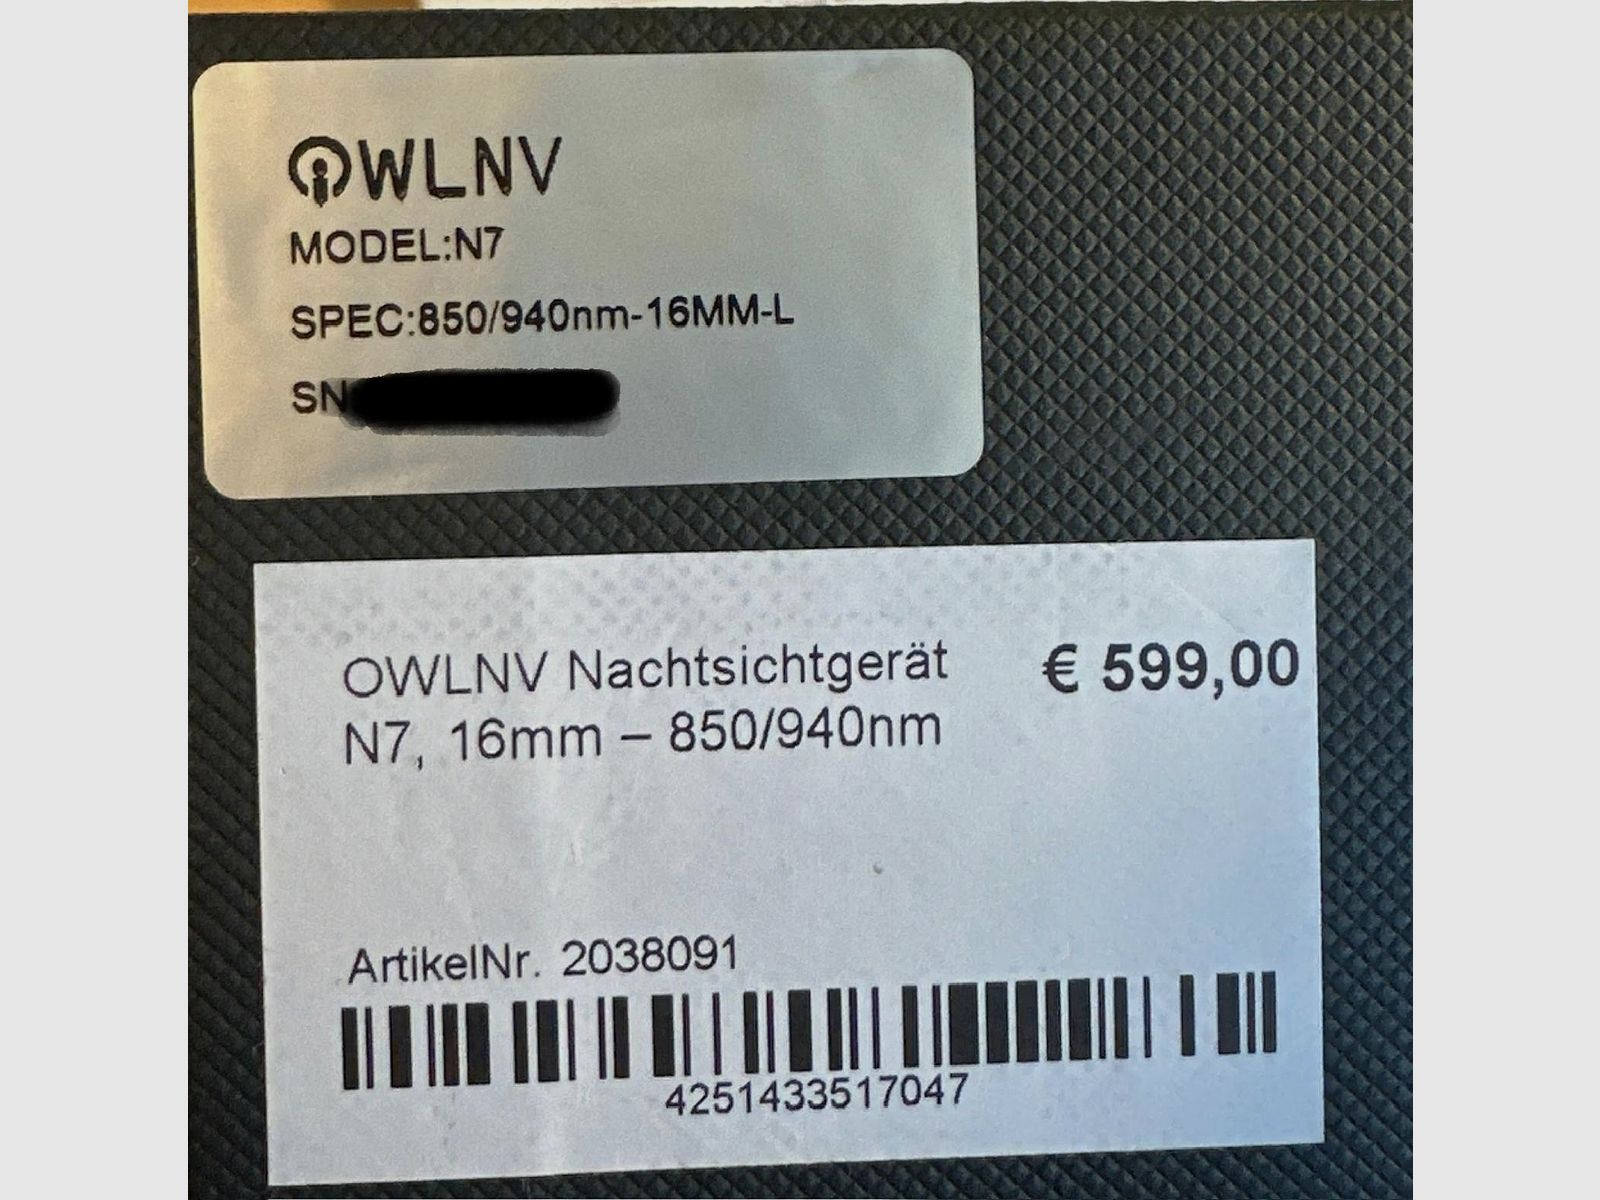 OWLNV
MODEL:N7
SPEC:850/940nm-16MM-L
SN
OWLNV Nachtsichtgerät € 599,00
N7, 16mm – 850/940nm
ArtikelNr. 2038091
4251433517047